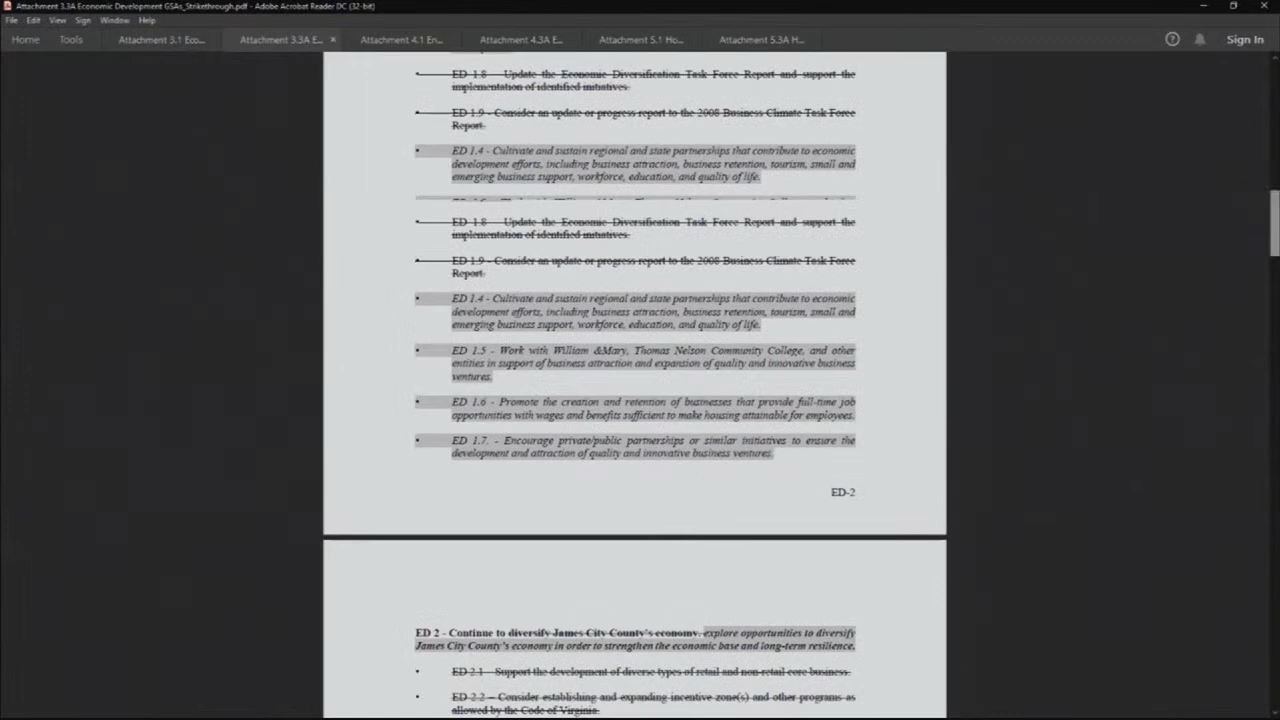 Attachment 3.3A Economic Development GSAs_Strikethrough.pdf - Adobe Acrobat Reader DC (32-bit)
File Edit View Sign Window Help
Home Tools Attachment 3.1 Eco... Attachment 3.3A E... × Attachment 4.1 En... Attachment 4.3A E... Attachment 5.1 Ho... Attachment 5.3A H... Sign In
• ED 1.8 - Update the Economic Diversification Task Force Report and support the
implementation of identified initiatives.
• ED 1.9 - Consider an update or progress report to the 2008 Business Climate Task Force
Report.
• ED 1.4 - Cultivate and sustain regional and state partnerships that contribute to economic
development efforts, including business attraction, business retention, tourism, small and
emerging business support, workforce, education, and quality of life.
• ED 1.8 - Update the Economic Diversification Task Force Report and support the
implementation of identified initiatives.
• ED 1.9 - Consider an update or progress report to the 2008 Business Climate Task Force
Report.
• ED 1.4 - Cultivate and sustain regional and state partnerships that contribute to economic
development efforts, including business attraction, business retention, tourism, small and
emerging business support, workforce, education, and quality of life.
• ED 1.5 - Work with William &Mary, Thomas Nelson Community College, and other
entities in support of business attraction and expansion of quality and innovative business
ventures.
• ED 1.6 - Promote the creation and retention of businesses that provide full-time job
opportunities with wages and benefits sufficient to make housing attainable for employees.
• ED 1.7. - Encourage private/public partnerships or similar initiatives to ensure the
development and attraction of quality and innovative business ventures.
ED-2
ED 2 - Continue to diversify James City County's economy. explore opportunities to diversify
James City County's economy in order to strengthen the economic base and long-term resilience.
• ED 2.1 - Support the development of diverse types of retail and non-retail core business.
• ED 2.2 - Consider establishing and expanding incentive zone(s) and other programs as
allowed by the Code of Virginia.